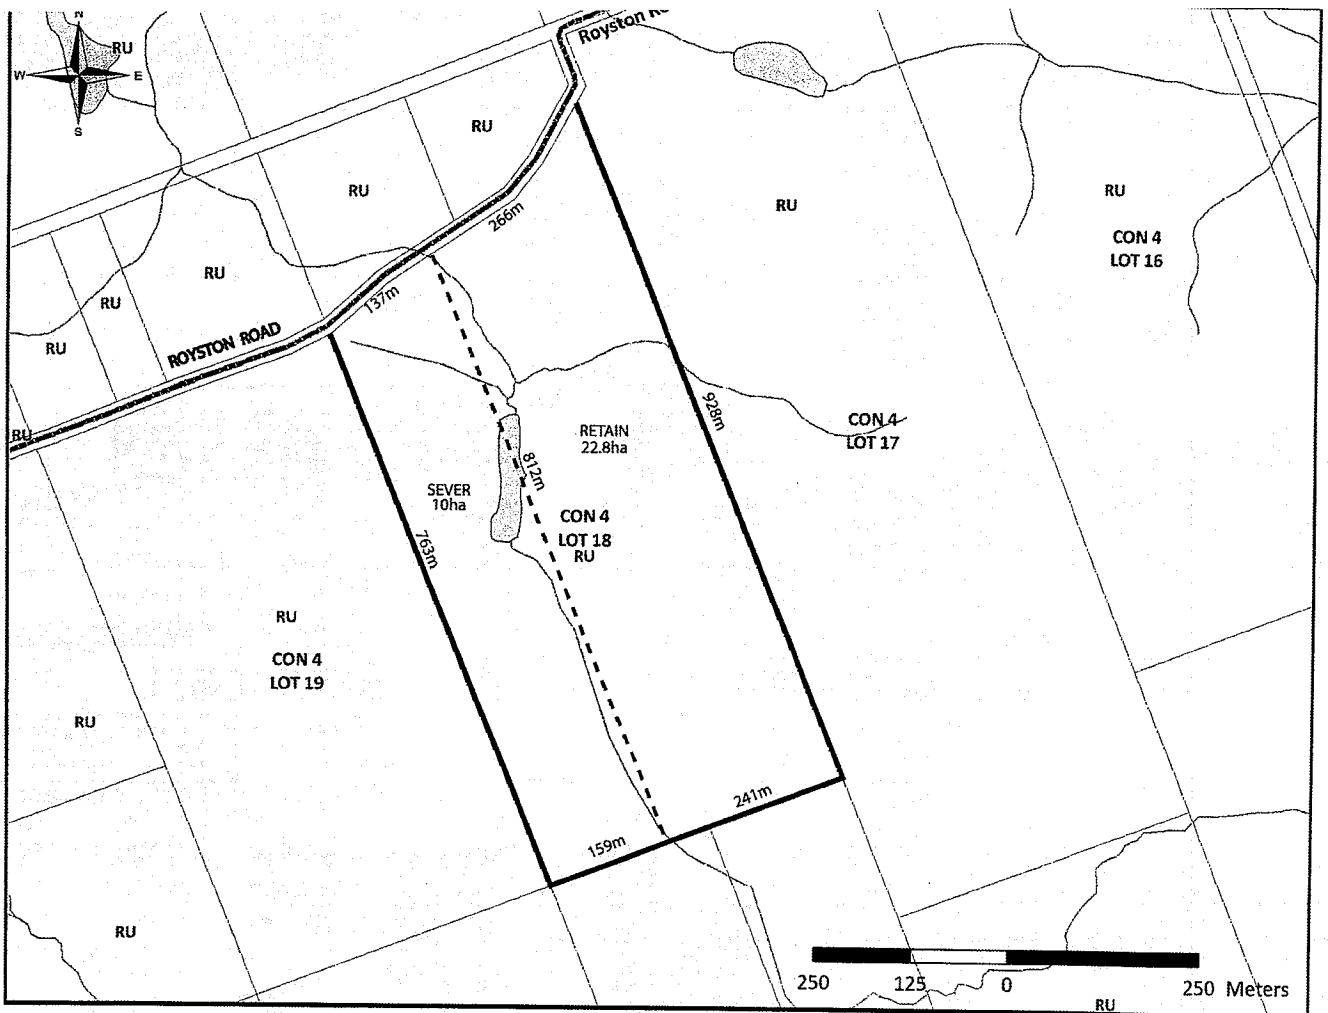 N
RU
W
E
S
Royston
RU
RU
RU
RU
CON 4
LOT 16
266m
RU
137m
RU
ROYSTON ROAD
RU
RU
928m
CON 4
LOT 17
RETAIN
22.8ha
812m
SEVER
10ha
CON 4
LOT 18
RU
763m
RU
CON 4
LOT 19
RU
241m
159m
RU
250 125 0 250 Meters
RU